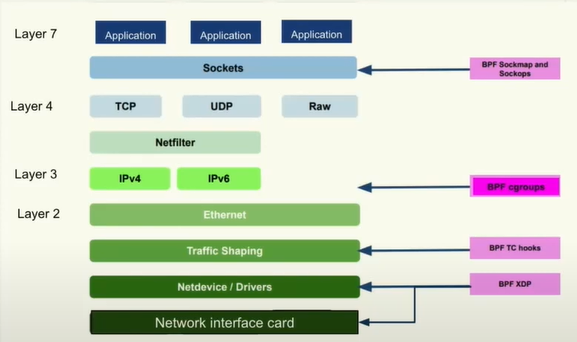 Layer 7
Application Application Application
Sockets
BPF Sockmap and
Sockops
Layer 4
TCP UDP Raw
Netfilter
Layer 3
IPv4 IPv6
BPF cgroups
Layer 2
Ethernet
Traffic Shaping
BPF TC hooks
Netdevice / Drivers
BPF XDP
Network interface card